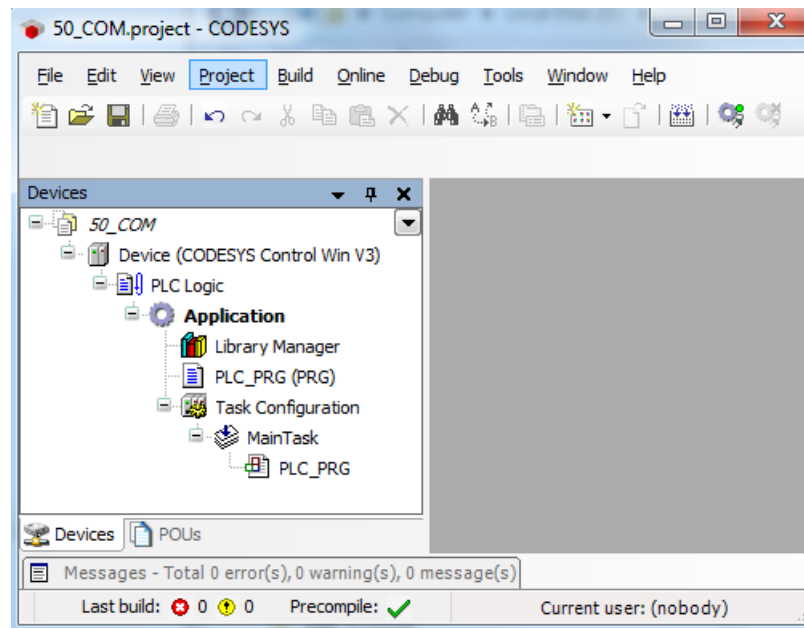 50_COM.project - CODESYS
File Edit View Project Build Online Debug Tools Window Help
Devices
50_COM
Device (CODESYS Control Win V3)
PLC Logic
Application
Library Manager
PLC_PRG (PRG)
Task Configuration
MainTask
PLC_PRG
Devices POUs
Messages - Total 0 error(s), 0 warning(s), 0 message(s)
Last build: 0 0 Precompile: Current user: (nobody)